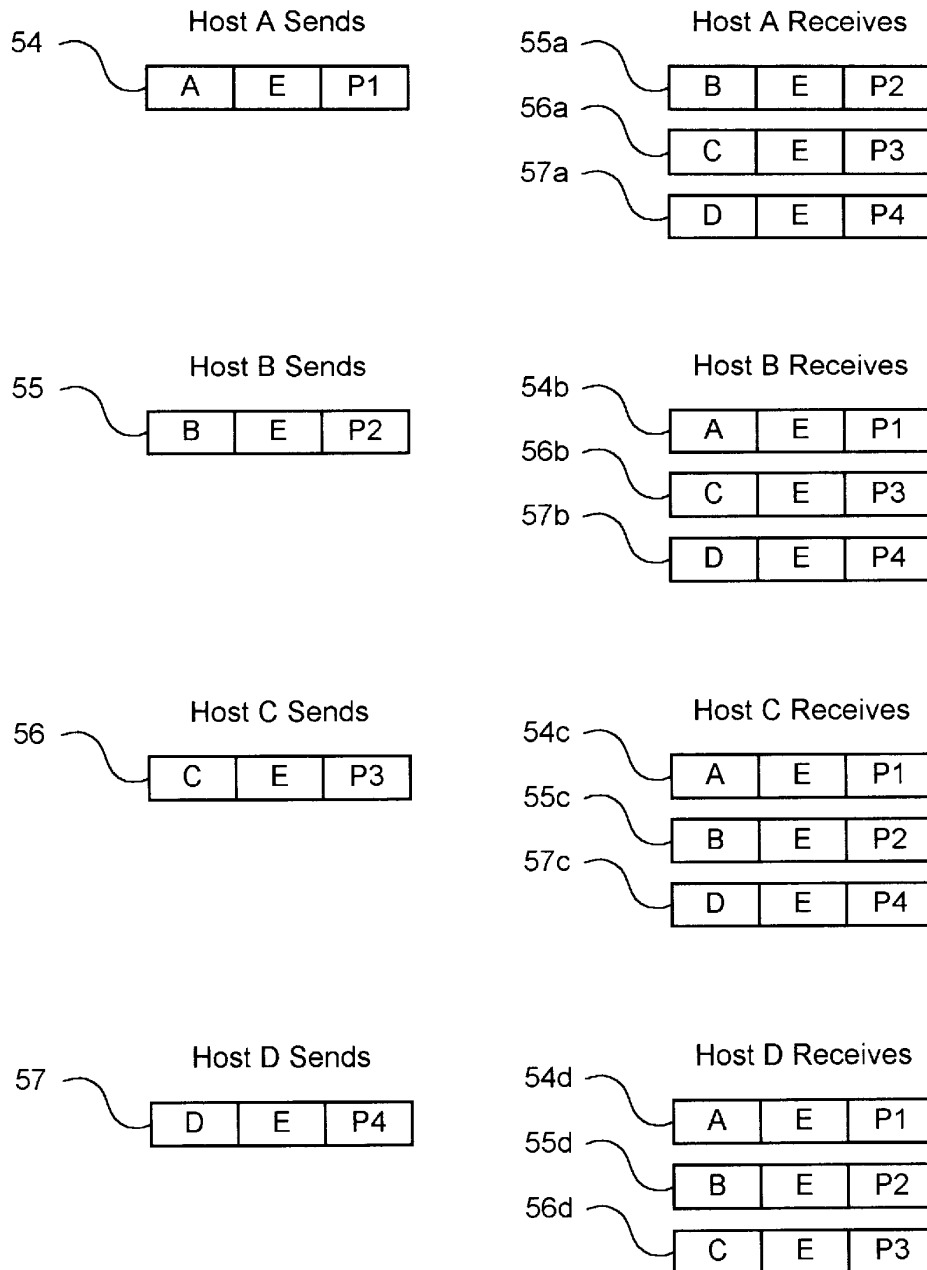 Host A Sends
54
A E P1
Host A Receives
55a
B E P2
56a
C E P3
57a
D E P4
Host B Sends
55
B E P2
Host B Receives
54b
A E P1
56b
C E P3
57b
D E P4
Host C Sends
56
C E P3
Host C Receives
54c
A E P1
55c
B E P2
57c
D E P4
Host D Sends
57
D E P4
Host D Receives
54d
A E P1
55d
B E P2
56d
C E P3